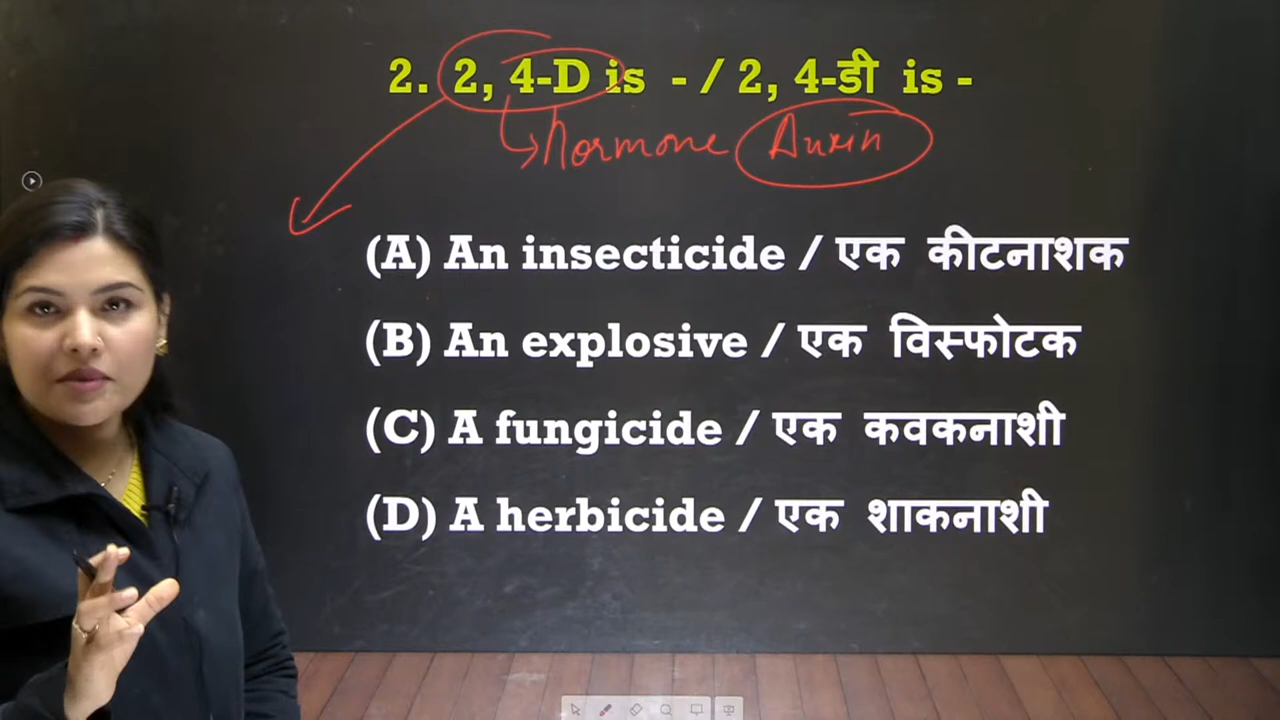 2. 2, 4-D is - / 2, 4-डी is -
hormone Auxin
(A) An insecticide / एक कीटनाशक
(B) An explosive / एक विस्फोटक
(C) A fungicide / एक कवकनाशी
(D) A herbicide / एक शाकनाशी